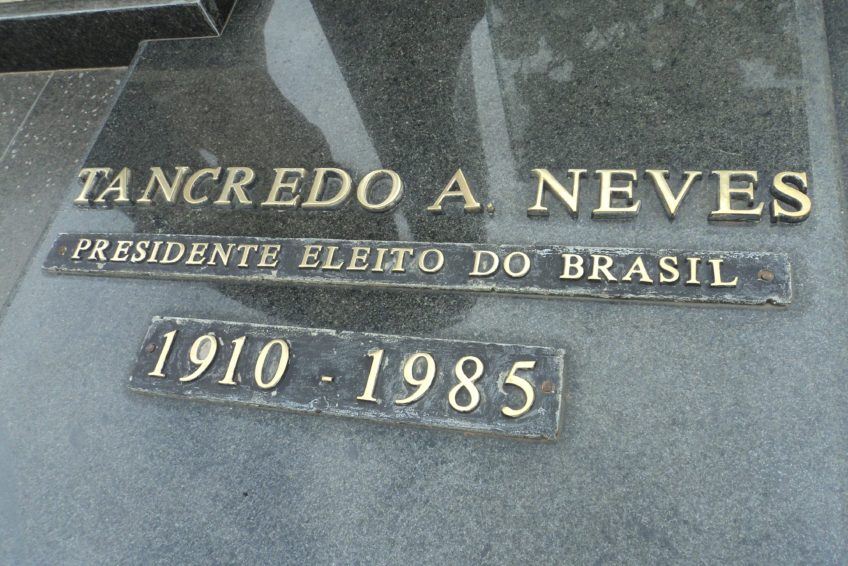 TANCREDO A. NEVES
PRESIDENTE ELEITO DO BRASIL
1910 - 1985